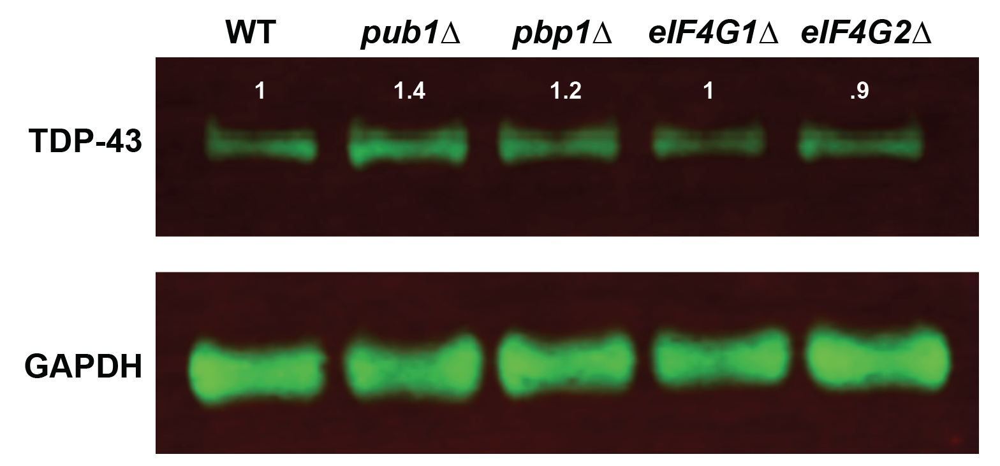 WT pub1Δ pbp1Δ eIF4G1Δ eIF4G2Δ
1 1.4 1.2 1 .9
TDP-43
GAPDH